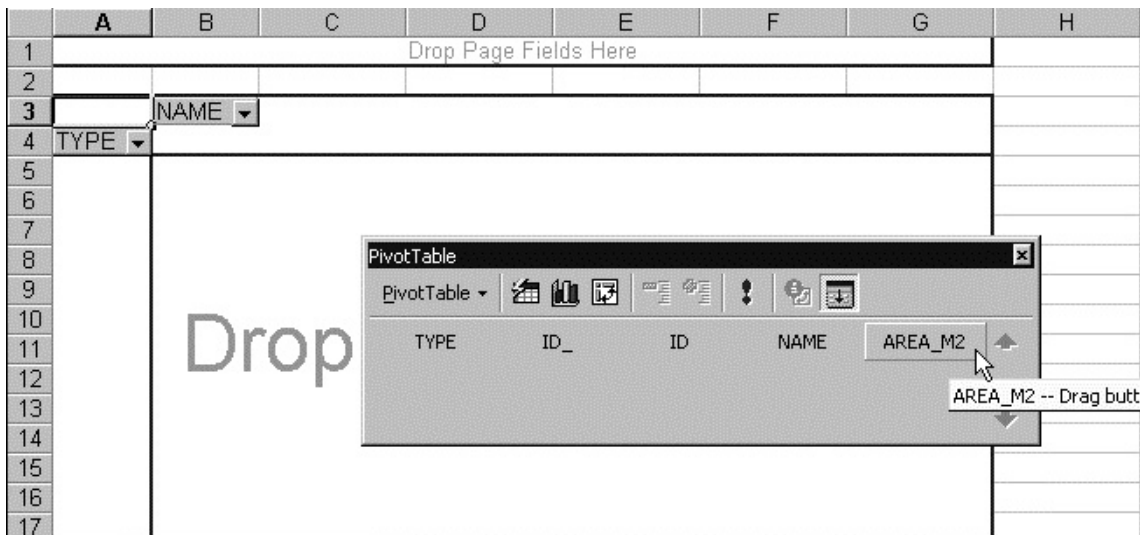 A B C D E F G H
1 Drop Page Fields Here
2
3 NAME
4 TYPE
5
6
7
8 PivotTable
9 PivotTable
10
11 Drop TYPE ID_ ID NAME AREA_M2
12
13 AREA_M2 -- Drag butt
14
15
16
17